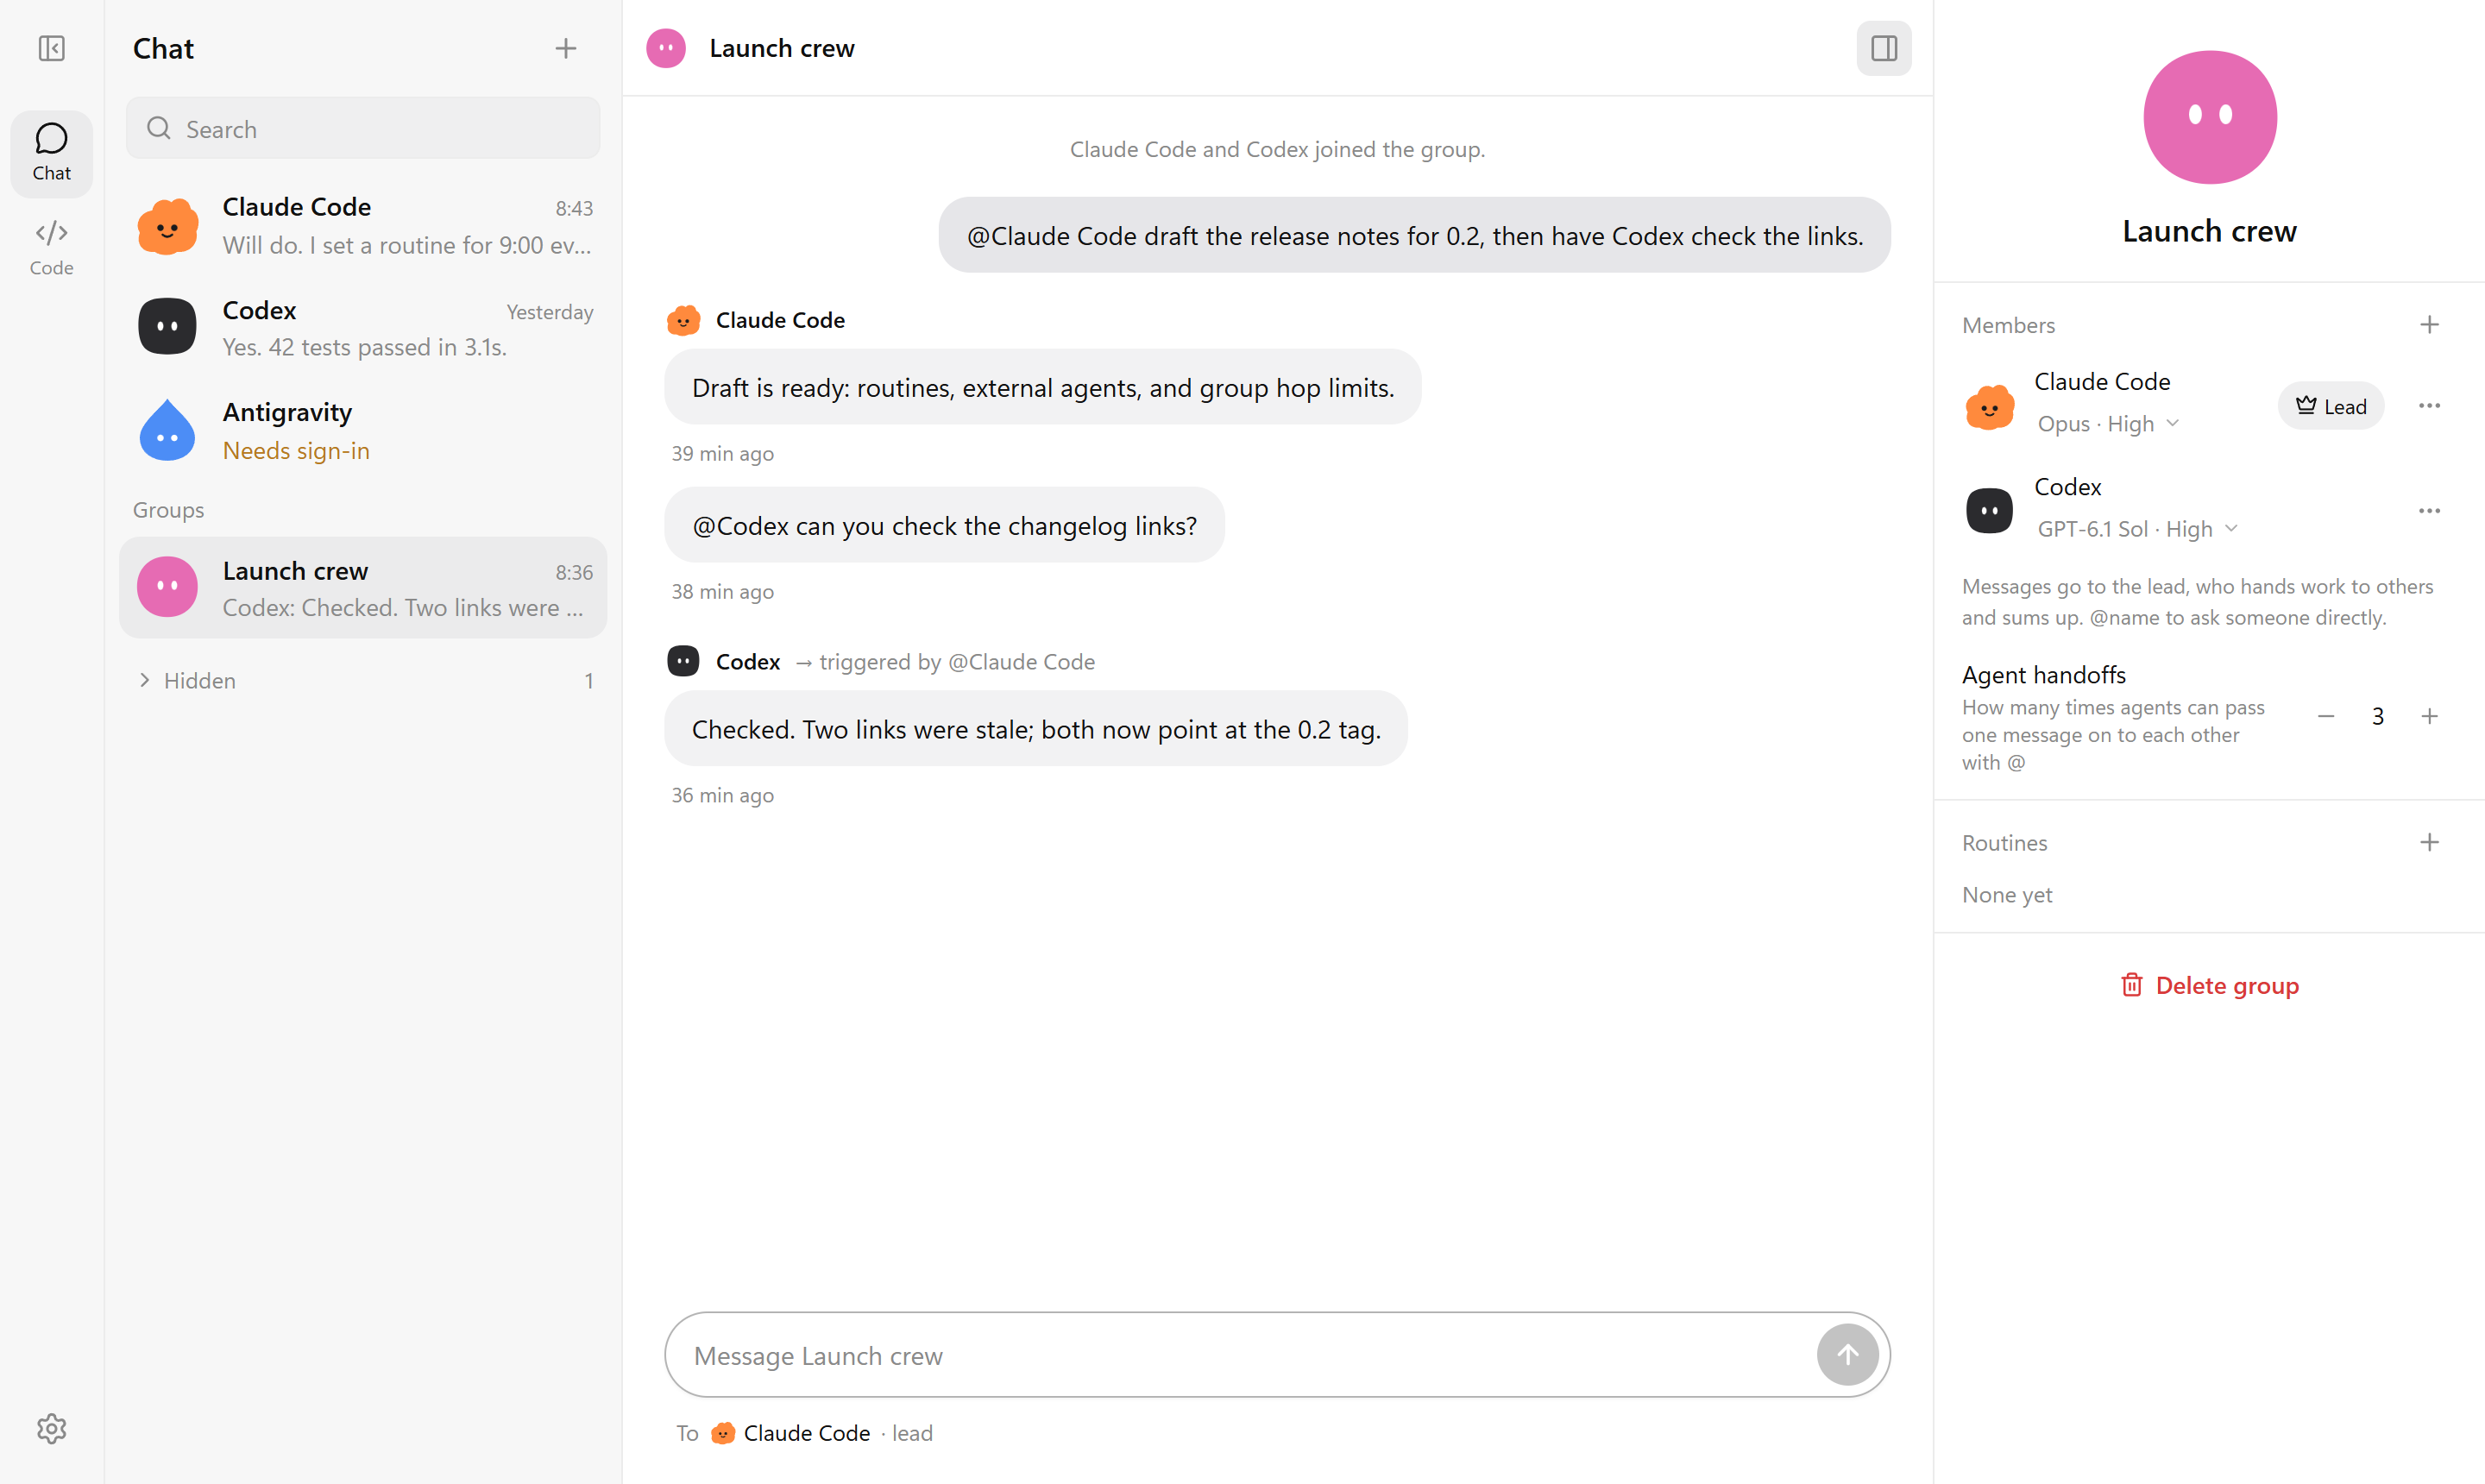 Chat
Code
Chat
Search
Claude Code
8:43
Will do. I set a routine for 9:00 ev...
Codex
Yesterday
Yes. 42 tests passed in 3.1s.
Antigravity
Needs sign-in
Groups
Launch crew
8:36
Codex: Checked. Two links were ...
Hidden
1
Launch crew
Claude Code and Codex joined the group.
@Claude Code draft the release notes for 0.2, then have Codex check the links.
Claude Code
Draft is ready: routines, external agents, and group hop limits.
39 min ago
@Codex can you check the changelog links?
38 min ago
Codex → triggered by @Claude Code
Checked. Two links were stale; both now point at the 0.2 tag.
36 min ago
Message Launch crew
To Claude Code · lead
Launch crew
Members
Claude Code
Opus · High
Lead
Codex
GPT-6.1 Sol · High
Messages go to the lead, who hands work to others
and sums up. @name to ask someone directly.
Agent handoffs
How many times agents can pass
one message on to each other
with @
3
Routines
None yet
Delete group